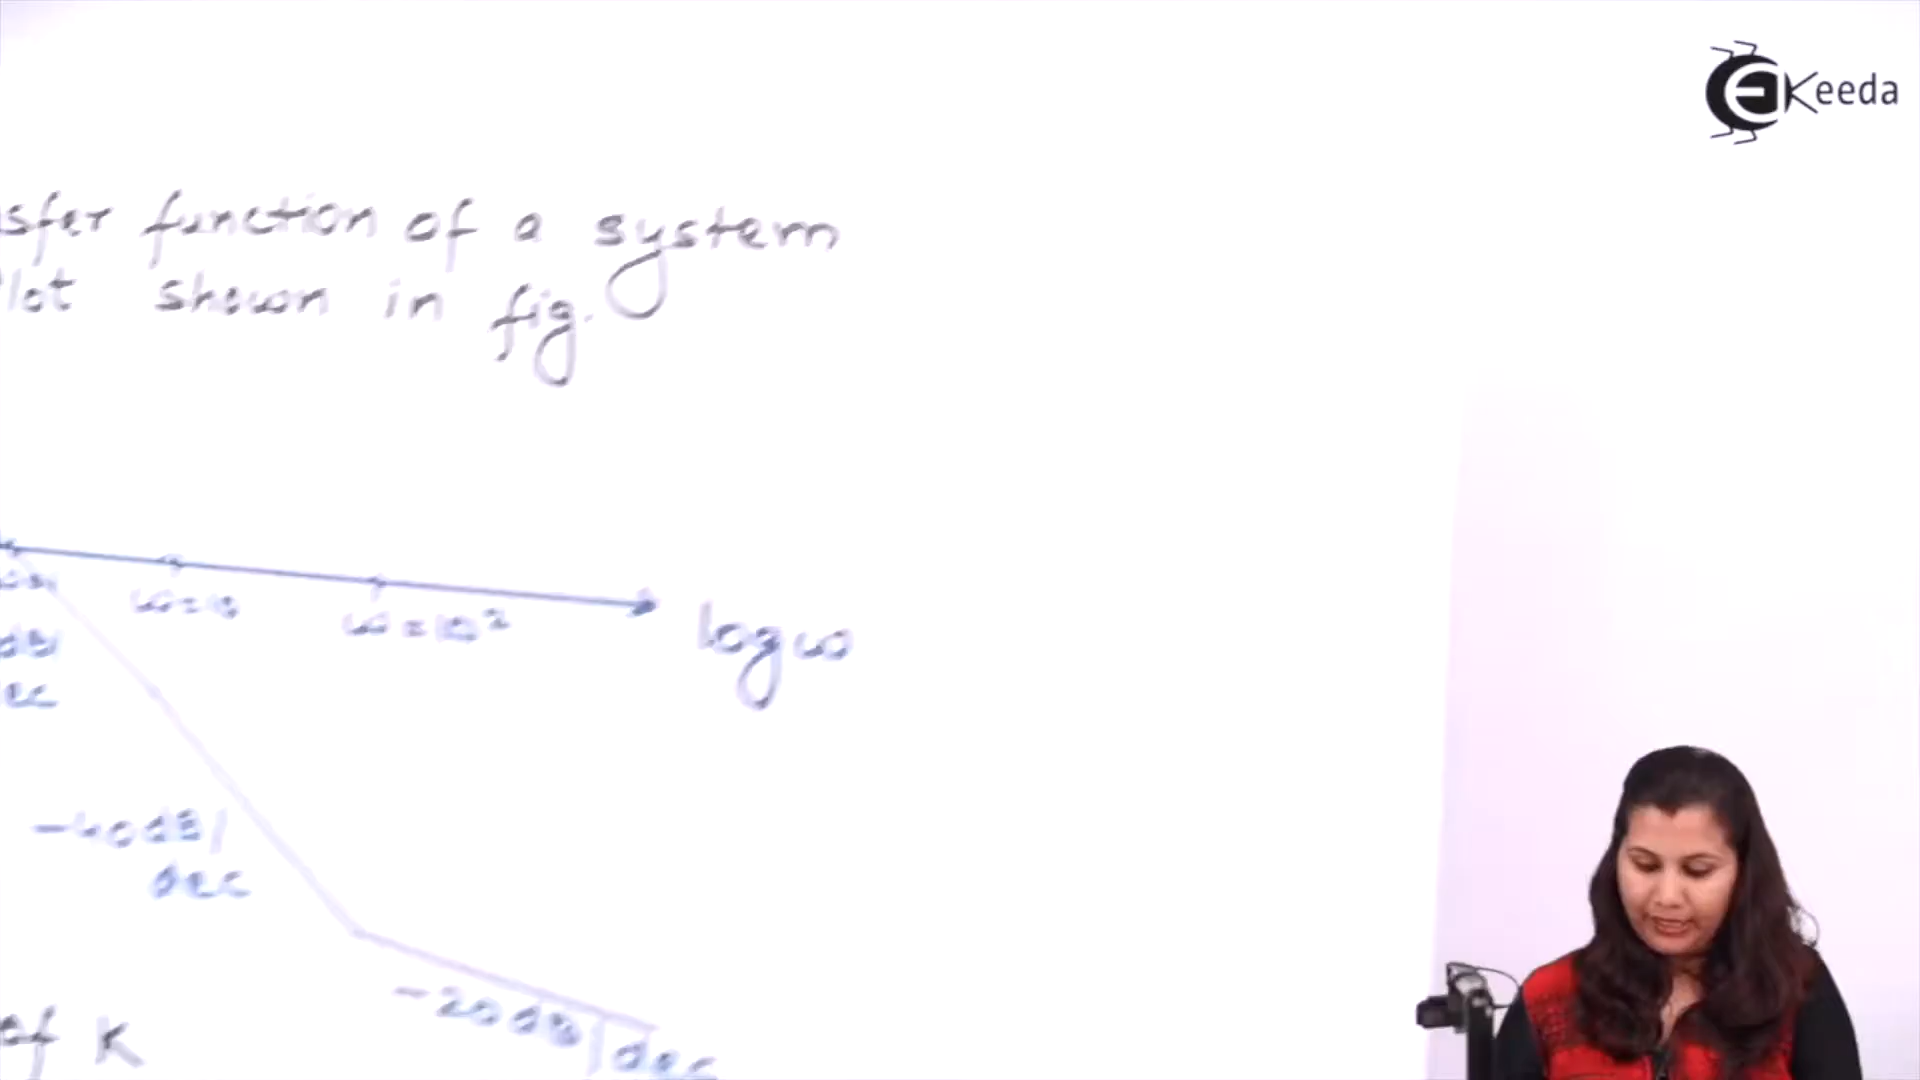 EKeeda
sfer function of a system
lot shown in fig.
ω=10
ω=10²
log ω
dB/
ec
-40dB/
dec
-20dB/dec
of K